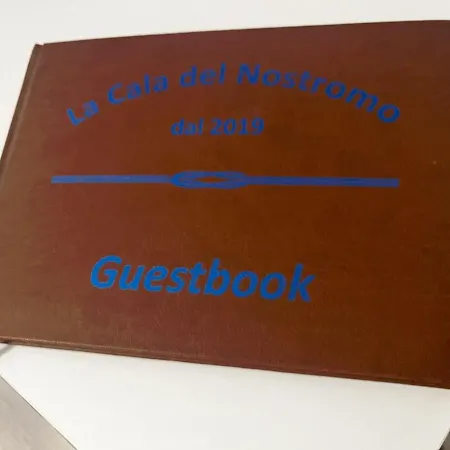 La Cala del Nostromo
dal 2019
Guestbook